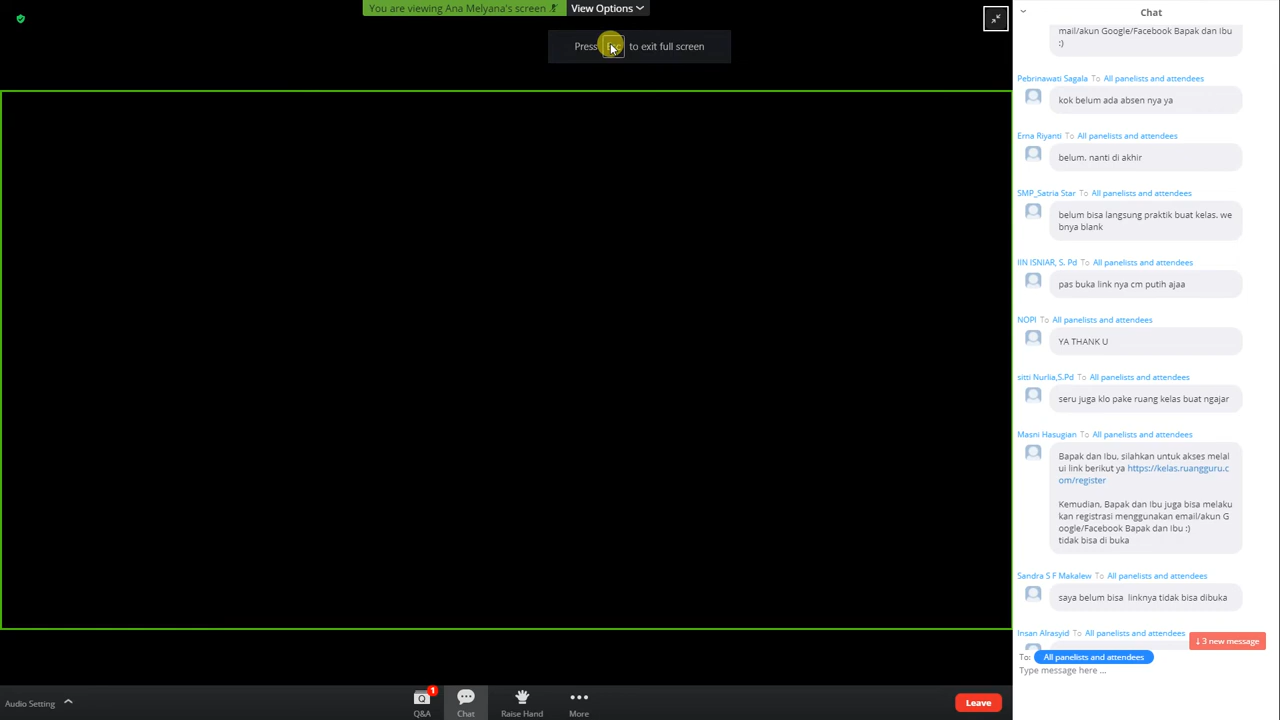 You are viewing Ana Melyana's screen
View Options
Press to exit full screen
Chat
mail/akun Google/Facebook Bapak dan Ibu
:)
Pebrinawati Sagala To All panelists and attendees
kok belum ada absen nya ya
Erna Riyanti To All panelists and attendees
belum. nanti di akhir
SMP_Satria Star To All panelists and attendees
belum bisa langsung praktik buat kelas. we
bnya blank
IIN ISNIAR, S. Pd To All panelists and attendees
pas buka link nya cm putih ajaa
NOPI To All panelists and attendees
YA THANK U
sitti Nurlia,S.Pd To All panelists and attendees
seru juga klo pake ruang kelas buat ngajar
Masni Hasugian To All panelists and attendees
Bapak dan Ibu, silahkan untuk akses melal
ui link berikut ya https://kelas.ruangguru.c
om/register
Kemudian, Bapak dan Ibu juga bisa melaku
kan registrasi menggunakan email/akun G
oogle/Facebook Bapak dan Ibu :)
tidak bisa di buka
Sandra S F Makalew To All panelists and attendees
saya belum bisa linknya tidak bisa dibuka
Insan Alrasyid To All panelists and attendees
↓3 new message
To: All panelists and attendees
Type message here ...
Audio Setting
1
Q
Q&A
Chat
Raise Hand
More
Leave